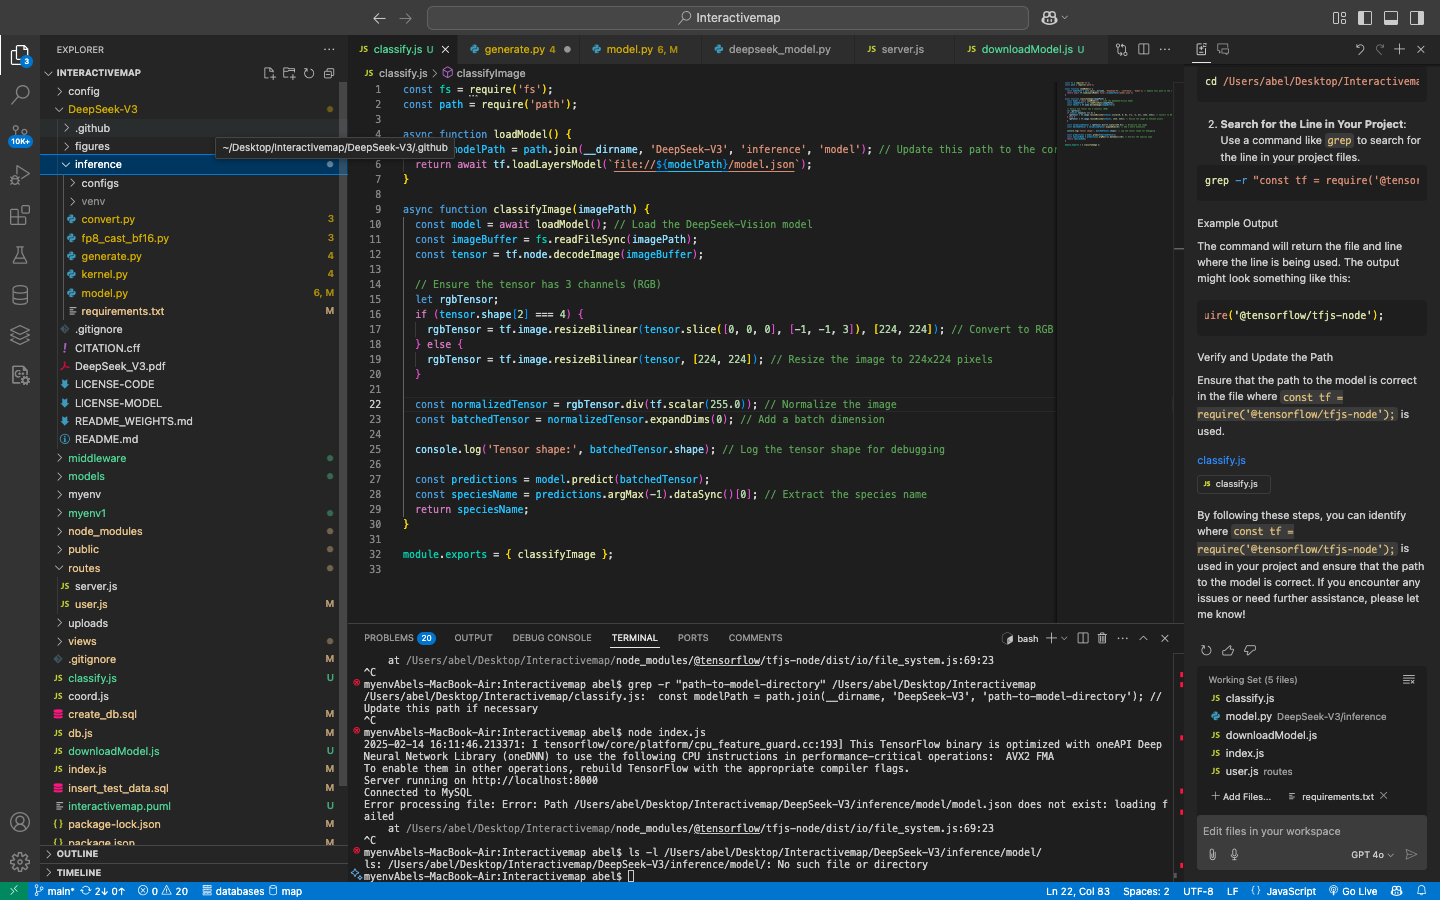 Interactivemap
EXPLORER
INTERACTIVEMAP
config
DeepSeek-V3
.github
figures
inference
configs
venv
convert.py 3
fp8_cast_bf16.py 3
generate.py 4
kernel.py 4
model.py 6, M
requirements.txt M
.gitignore
CITATION.cff
DeepSeek_V3.pdf
LICENSE-CODE
LICENSE-MODEL
README_WEIGHTS.md
README.md
middleware
models
myenv
myenv1
node_modules
public
routes
JS server.js
JS user.js M
uploads
views
.gitignore M
JS classify.js U
JS coord.js
create_db.sql M
JS db.js M
JS downloadModel.js U
JS index.js M
insert_test_data.sql M
interactivemap.puml U
package-lock.json M
package.json M
OUTLINE
TIMELINE
3
10K+
~/Desktop/Interactivemap/DeepSeek-V3/.github
JS classify.js U
generate.py 4
model.py 6, M
deepseek_model.py
JS server.js
JS downloadModel.js U
JS classify.js > classifyImage
1 const fs = require('fs');
2 const path = require('path');
3
4 async function loadModel() {
modelPath = path.join(__dirname, 'DeepSeek-V3', 'inference', 'model'); // Update this path to the cor
6 return await tf.loadLayersModel(`file://${modelPath}/model.json`);
7 }
8
9 async function classifyImage(imagePath) {
10 const model = await loadModel(); // Load the DeepSeek-Vision model
11 const imageBuffer = fs.readFileSync(imagePath);
12 const tensor = tf.node.decodeImage(imageBuffer);
13
14 // Ensure the tensor has 3 channels (RGB)
15 let rgbTensor;
16 if (tensor.shape[2] === 4) {
17 rgbTensor = tf.image.resizeBilinear(tensor.slice([0, 0, 0], [-1, -1, 3]), [224, 224]); // Convert to RGB
18 } else {
19 rgbTensor = tf.image.resizeBilinear(tensor, [224, 224]); // Resize the image to 224x224 pixels
20 }
21
22 const normalizedTensor = rgbTensor.div(tf.scalar(255.0)); // Normalize the image
23 const batchedTensor = normalizedTensor.expandDims(0); // Add a batch dimension
24
25 console.log('Tensor shape:', batchedTensor.shape); // Log the tensor shape for debugging
26
27 const predictions = model.predict(batchedTensor);
28 const speciesName = predictions.argMax(-1).dataSync()[0]; // Extract the species name
29 return speciesName;
30 }
31
32 module.exports = { classifyImage };
33
PROBLEMS 20 OUTPUT DEBUG CONSOLE TERMINAL PORTS COMMENTS
bash
at /Users/abel/Desktop/Interactivemap/node_modules/@tensorflow/tfjs-node/dist/io/file_system.js:69:23
^C
myenvAbels-MacBook-Air:Interactivemap abel$ grep -r "path-to-model-directory" /Users/abel/Desktop/Interactivemap
/Users/abel/Desktop/Interactivemap/classify.js:  const modelPath = path.join(__dirname, 'DeepSeek-V3', 'path-to-model-directory'); //
Update this path if necessary
^C
myenvAbels-MacBook-Air:Interactivemap abel$ node index.js
2025-02-14 16:11:46.213371: I tensorflow/core/platform/cpu_feature_guard.cc:193] This TensorFlow binary is optimized with oneAPI Deep
Neural Network Library (oneDNN) to use the following CPU instructions in performance-critical operations:  AVX2 FMA
To enable them in other operations, rebuild TensorFlow with the appropriate compiler flags.
Server running on http://localhost:8000
Connected to MySQL
Error processing file: Error: Path /Users/abel/Desktop/Interactivemap/DeepSeek-V3/inference/model/model.json does not exist: loading f
ailed
at /Users/abel/Desktop/Interactivemap/node_modules/@tensorflow/tfjs-node/dist/io/file_system.js:69:23
^C
myenvAbels-MacBook-Air:Interactivemap abel$ ls -l /Users/abel/Desktop/Interactivemap/DeepSeek-V3/inference/model/
ls: /Users/abel/Desktop/Interactivemap/DeepSeek-V3/inference/model/: No such file or directory
myenvAbels-MacBook-Air:Interactivemap abel$
cd /Users/abel/Desktop/Interactivema
2. Search for the Line in Your Project:
Use a command like grep to search for
the line in your project files.
grep -r "const tf = require('@tensor
Example Output
The command will return the file and line
where the line is being used. The output
might look something like this:
uire('@tensorflow/tfjs-node');
Verify and Update the Path
Ensure that the path to the model is correct
in the file where const tf =
require('@tensorflow/tfjs-node'); is
used.
classify.js
JS classify.js
By following these steps, you can identify
where const tf =
require('@tensorflow/tfjs-node'); is
used in your project and ensure that the path
to the model is correct. If you encounter any
issues or need further assistance, please let
me know!
Working Set (5 files)
JS classify.js
model.py DeepSeek-V3/inference
JS downloadModel.js
JS index.js
JS user.js routes
+ Add Files...
requirements.txt
Edit files in your workspace
GPT 4o
main* 2↓ 0↑ 0 20 databases map
Ln 22, Col 83 Spaces: 2 UTF-8 LF {} JavaScript Go Live